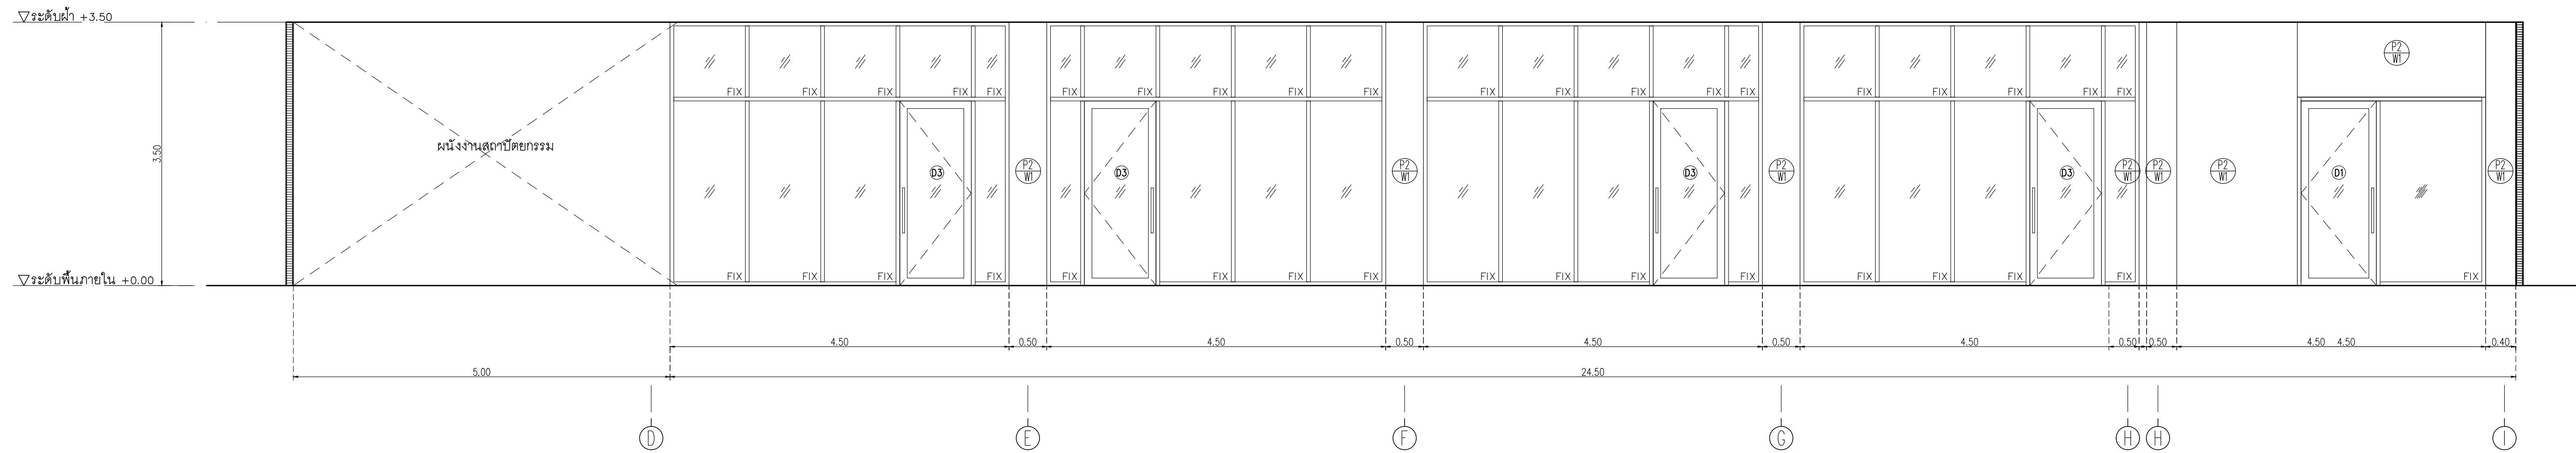 ระดับฝ้า +3.50
P2
W1
FIX FIX FIX FIX FIX FIX FIX FIX FIX FIX FIX FIX FIX FIX FIX FIX FIX FIX FIX FIX
3.50
ผนังงานสถาปัตยกรรม
D3 P2 W1 D3 P2 W1 D3 P2 W1 D3 P2 W1 P2 W1 P2 W1 D1 P2 W1
ระดับพื้นภายใน +0.00
FIX FIX FIX FIX FIX FIX FIX FIX FIX FIX FIX FIX FIX FIX FIX FIX FIX
4.50 0.50 4.50 0.50 4.50 0.50 4.50 0.50 0.50 4.50 4.50 0.40
5.00 24.50
D E F G H H I